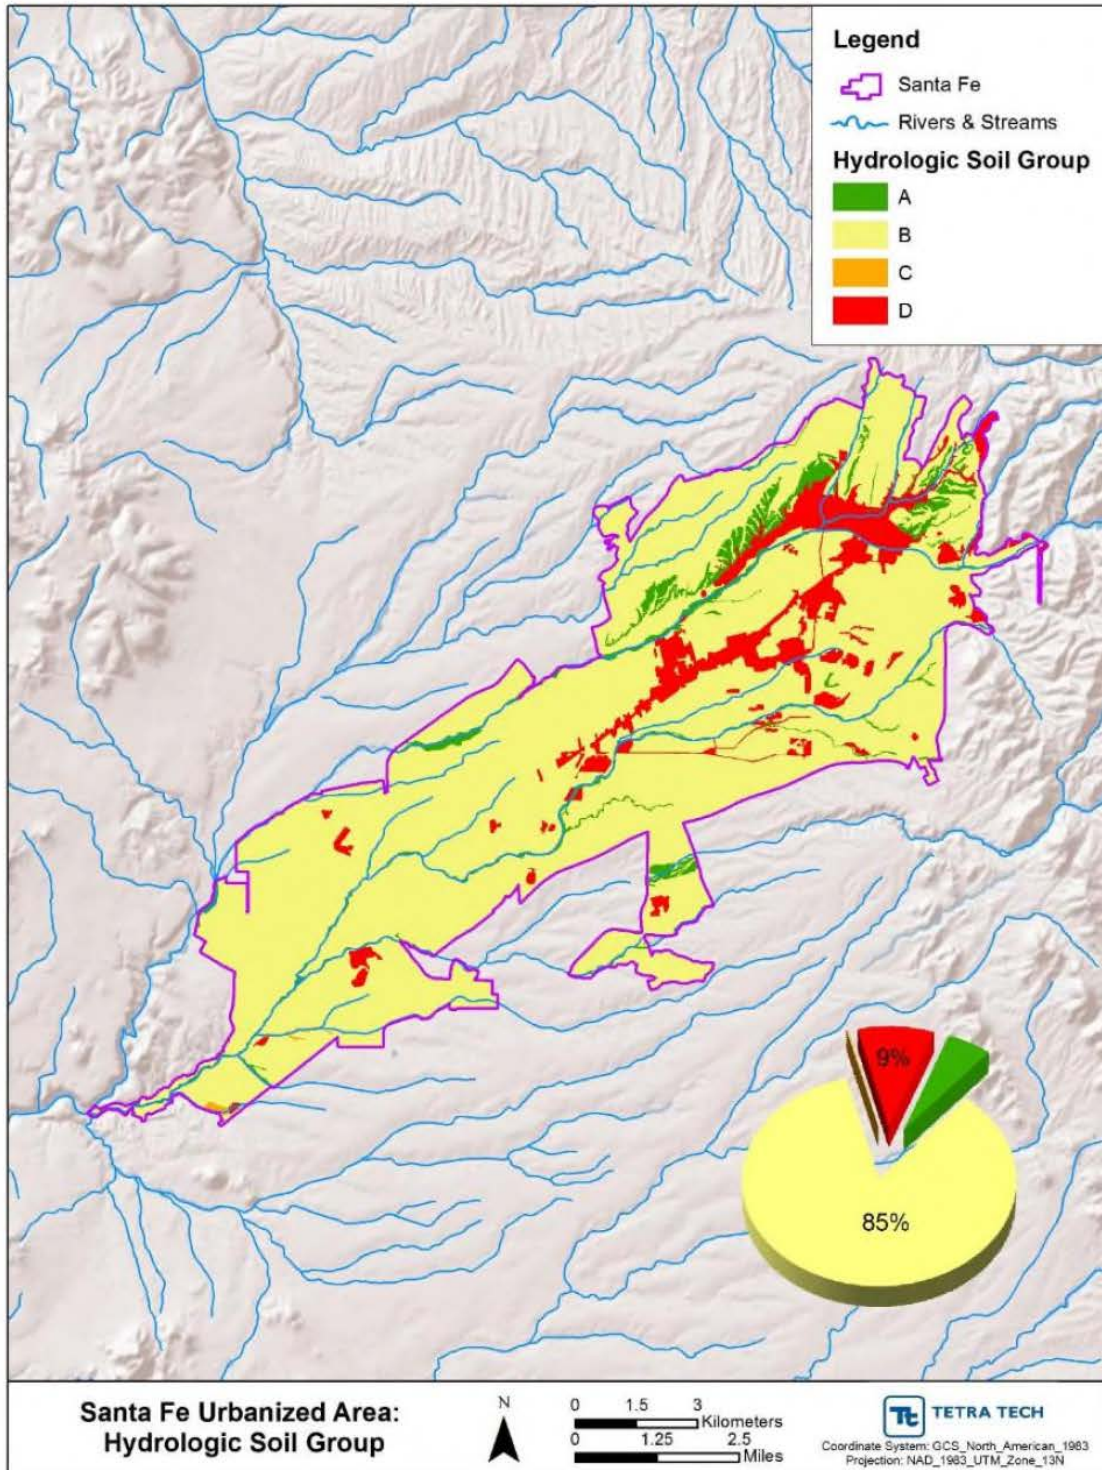 Legend
Santa Fe
Rivers & Streams
Hydrologic Soil Group
A
B
C
D
9%
85%
Santa Fe Urbanized Area:
Hydrologic Soil Group
N
0 1.5 3
Kilometers
0 1.25 2.5
Miles
Tt TETRA TECH
Coordinate System: GCS_North_American_1983
Projection: NAD_1983_UTM_Zone_13N